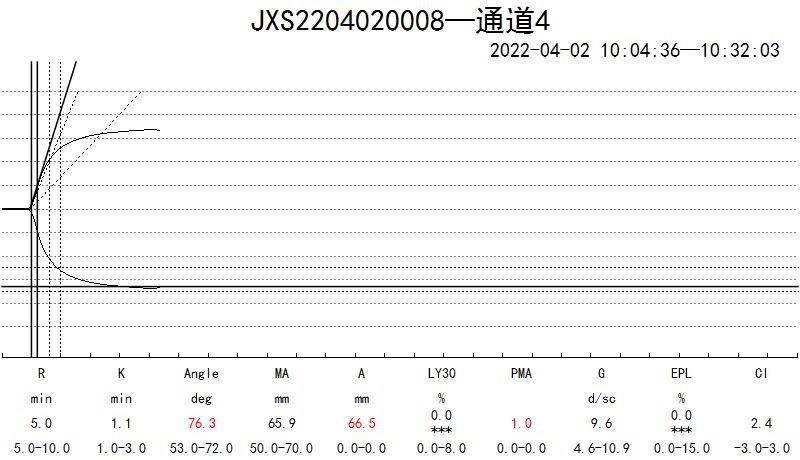 JXS2204020008—通道4
2022-04-02 10:04:36—10:32:03
R K Angle MA A LY30 PMA G EPL CI
min min deg mm mm % d/sc %
5.0 1.1 76.3 65.9 66.5 0.0 1.0 9.6 0.0 2.4
*** ***
5.0-10.0 1.0-3.0 53.0-72.0 50.0-70.0 0.0-0.0 0.0-8.0 0.0-0.0 4.6-10.9 0.0-15.0 -3.0-3.0